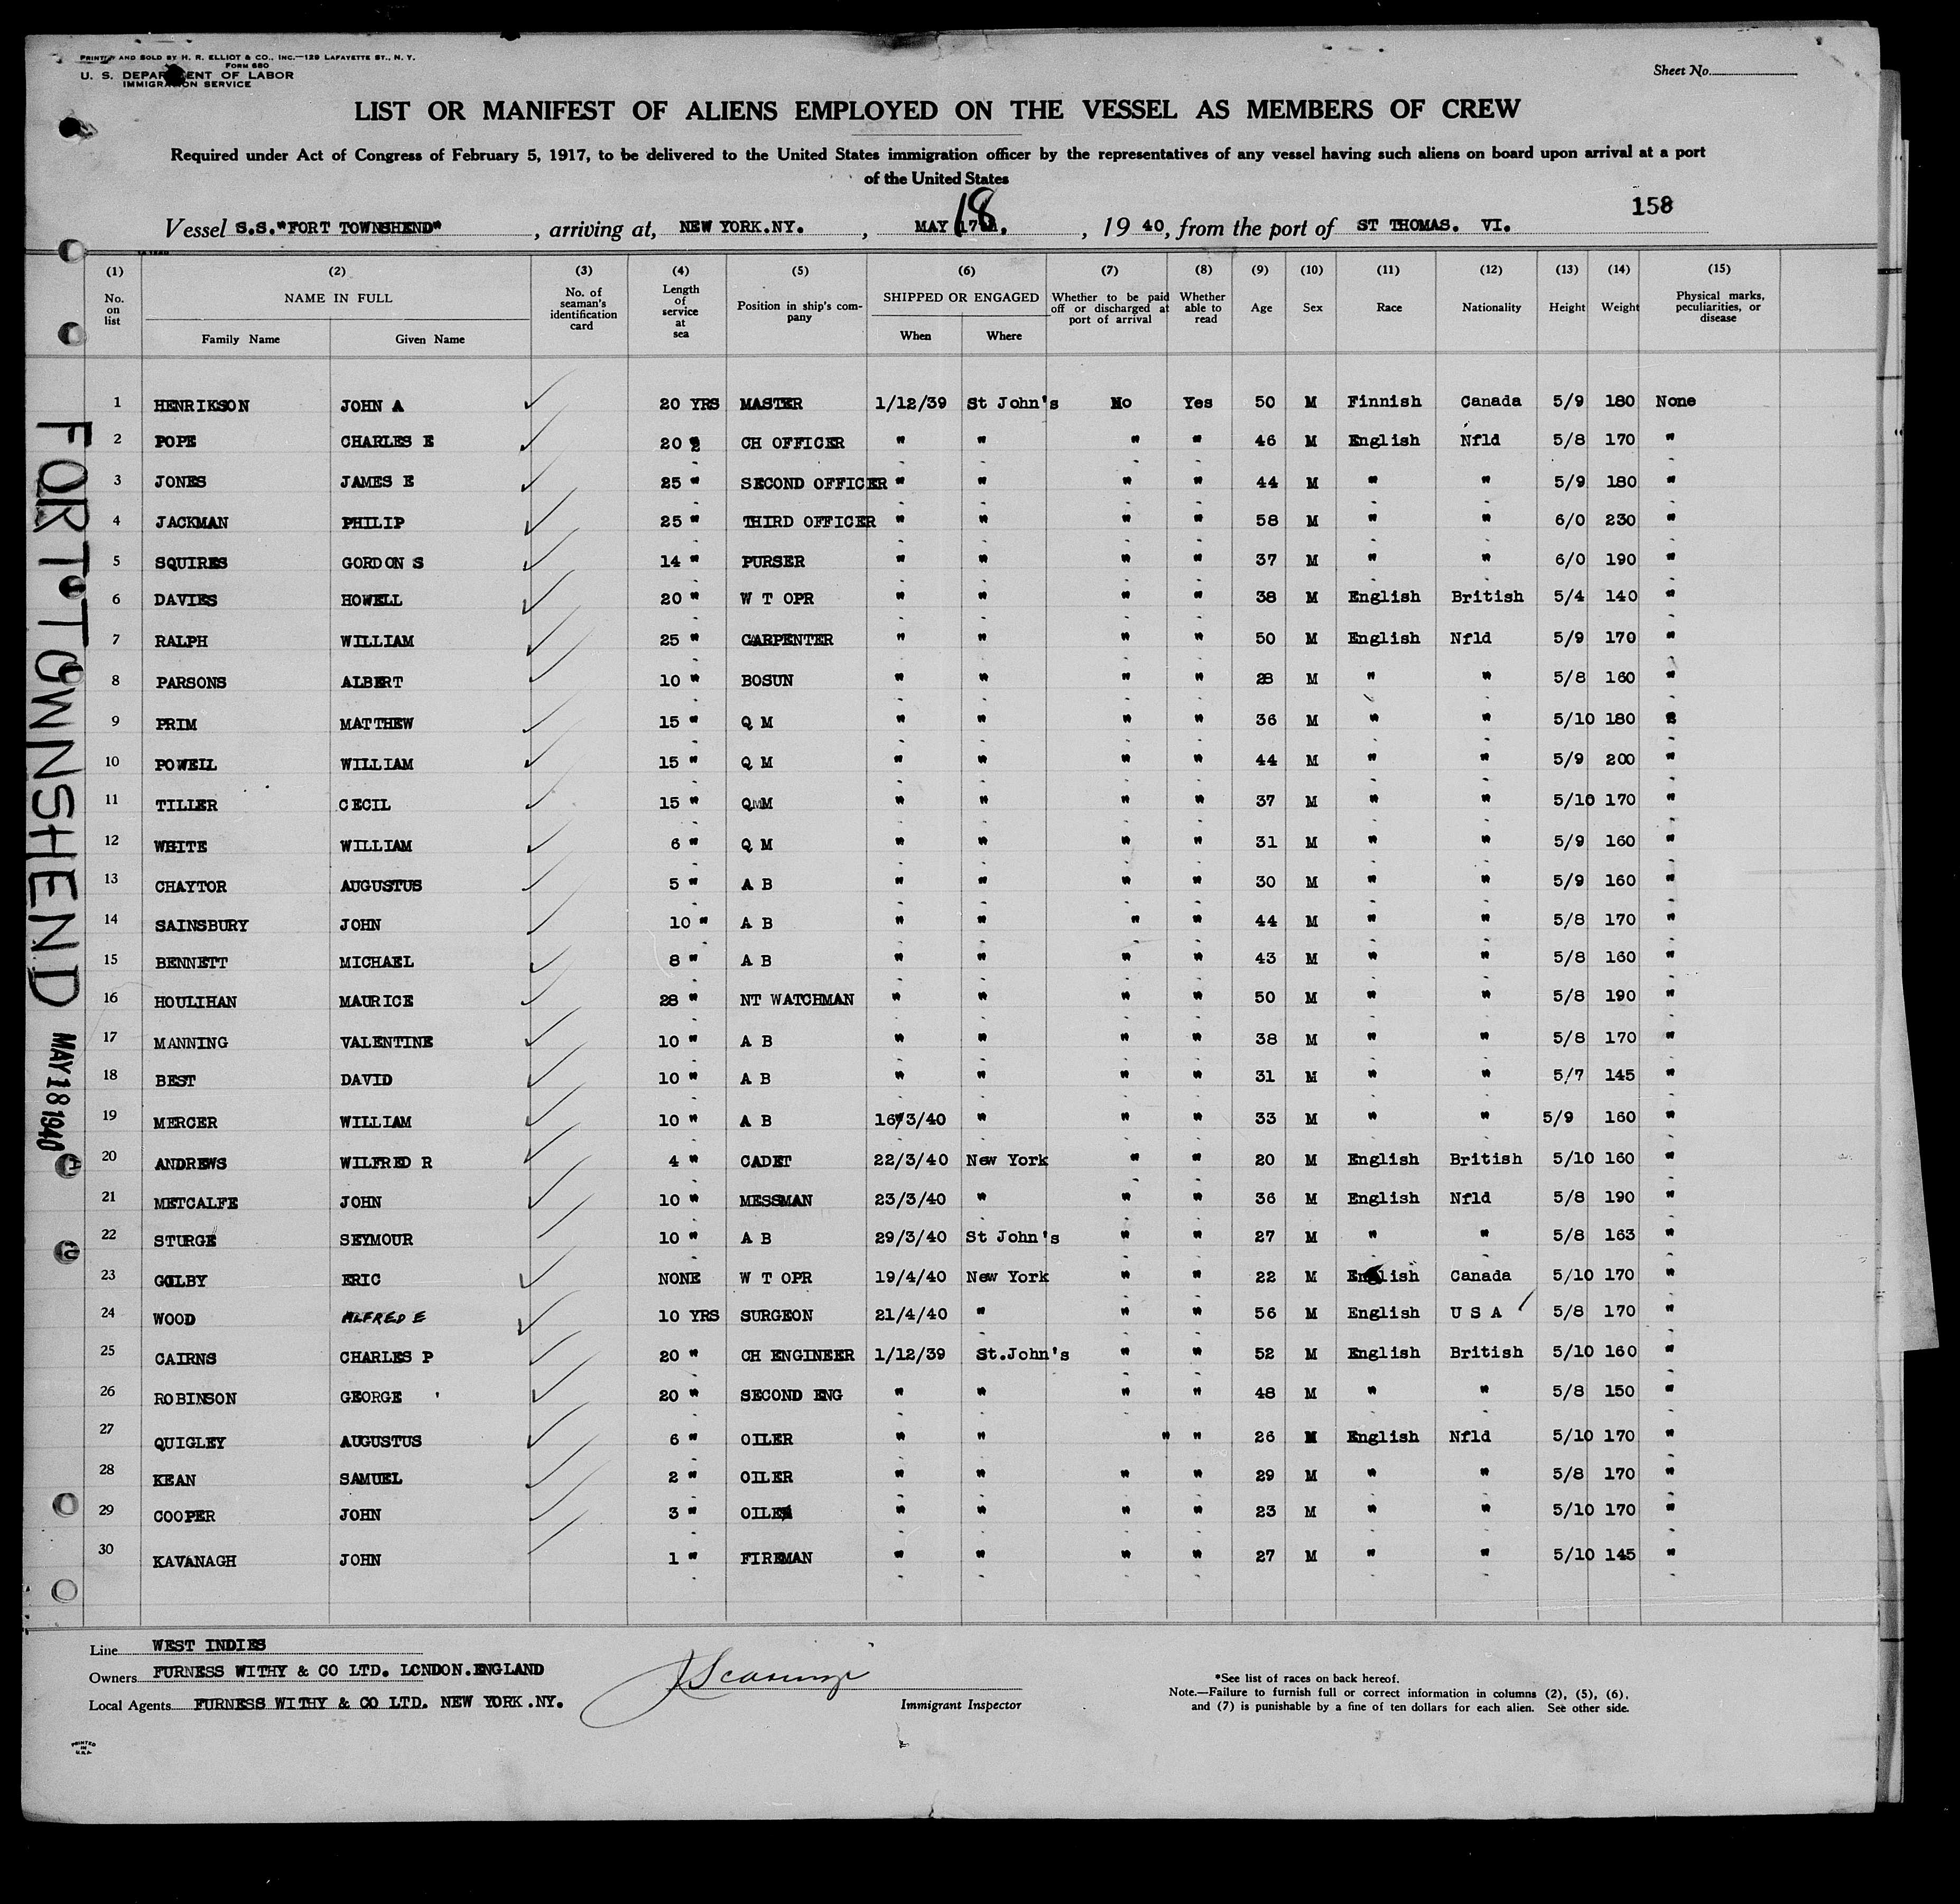 PRINTED AND SOLD BY H. R. ELLIOT & CO., INC.—129 LAFAYETTE ST., N. Y.
FORM 680
U. S. DEPARTMENT OF LABOR
IMMIGRATION SERVICE
Sheet No.
LIST OR MANIFEST OF ALIENS EMPLOYED ON THE VESSEL AS MEMBERS OF CREW
Required under Act of Congress of February 5, 1917, to be delivered to the United States immigration officer by the representatives of any vessel having such aliens on board upon arrival at a port
of the United States
158
Vessel S.S."FORT TOWNSHEND", arriving at, NEW YORK.NY., MAY 18, 1940, from the port of ST THOMAS. VI.
(1) (2) (3) (4) (5) (6) (7) (8) (9) (10) (11) (12) (13) (14) (15)
No. on list NAME IN FULL Family Name Given Name No. of seaman's identification card Length of service at sea Position in ship's company SHIPPED OR ENGAGED When Where Whether to be paid off or discharged at port of arrival Whether able to read Age Sex Race Nationality Height Weight Physical marks, peculiarities, or disease
1 HENRIKSON JOHN A 20 YRS MASTER 1/12/39 St John's No Yes 50 M Finnish Canada 5/9 180 None
2 POPE CHARLES E 20 " CH OFFICER " " " " 46 M English Nfld 5/8 170 "
3 JONES JAMES E 25 " SECOND OFFICER " " " " 44 M " " 5/9 180 "
4 JACKMAN PHILIP 25 " THIRD OFFICER " " " " 58 M " " 6/0 230 "
5 SQUIRES GORDON S 14 " PURSER " " " " 37 M " " 6/0 190 "
6 DAVIES HOWELL 20 " W T OPR " " " " 38 M English British 5/4 140 "
7 RALPH WILLIAM 25 " CARPENTER " " " " 50 M English Nfld 5/9 170 "
8 PARSONS ALBERT 10 " BOSUN " " " " 28 M " " 5/8 160 "
9 PRIM MATTHEW 15 " Q M " " " " 36 M " " 5/10 180 "
10 POWELL WILLIAM 15 " Q M " " " " 44 M " " 5/9 200 "
11 TILLER CECIL 15 " Q M " " " " 37 M " " 5/10 170 "
12 WHITE WILLIAM 6 " Q M " " " " 31 M " " 5/9 160 "
13 CHAYTOR AUGUSTUS 5 " A B " " " " 30 M " " 5/9 160 "
14 SAINSBURY JOHN 10 " A B " " " " 44 M " " 5/8 170 "
15 BENNETT MICHAEL 8 " A B " " " " 43 M " " 5/8 160 "
16 HOULIHAN MAURICE 28 " NT WATCHMAN " " " " 50 M " " 5/8 190 "
17 MANNING VALENTINE 10 " A B " " " " 38 M " " 5/8 170 "
18 BEST DAVID 10 " A B " " " " 31 M " " 5/7 145 "
19 MERCER WILLIAM 10 " A B 16/3/40 " " " 33 M " " 5/9 160 "
20 ANDREWS WILFRED R 4 " CADET 22/3/40 New York " " 20 M English British 5/10 160 "
21 METCALFE JOHN 10 " MESSMAN 23/3/40 " " " 36 M English Nfld 5/8 190 "
22 STURGE SEYMOUR 10 " A B 29/3/40 St John's " " 27 M " " 5/8 163 "
23 GOLBY ERIC NONE W T OPR 19/4/40 New York " " 22 M English Canada 5/10 170 "
24 WOOD ALFRED E 10 YRS SURGEON 21/4/40 " " " 56 M English U S A 5/8 170 "
25 CAIRNS CHARLES P 20 " CH ENGINEER 1/12/39 St.John's " " 52 M English British 5/10 160 "
26 ROBINSON GEORGE 20 " SECOND ENG " " " " 48 M " " 5/8 150 "
27 QUIGLEY AUGUSTUS 6 " OILER " " " " 26 M English Nfld 5/10 170 "
28 KEAN SAMUEL 2 " OILER " " " " 29 M " " 5/8 170 "
29 COOPER JOHN 3 " OILER " " " " 23 M " " 5/10 170 "
30 KAVANAGH JOHN 1 " FIREMAN " " " " 27 M " " 5/10 145 "
FORT TOWNSHEND MAY 18 1940
Line WEST INDIES
Owners FURNESS WITHY & CO LTD. LONDON.ENGLAND
Local Agents FURNESS WITHY & CO LTD. NEW YORK.NY.
Immigrant Inspector
*See list of races on back hereof.
Note.—Failure to furnish full or correct information in columns (2), (5), (6),
and (7) is punishable by a fine of ten dollars for each alien. See other side.
PRINTED
IN
U.S.A.